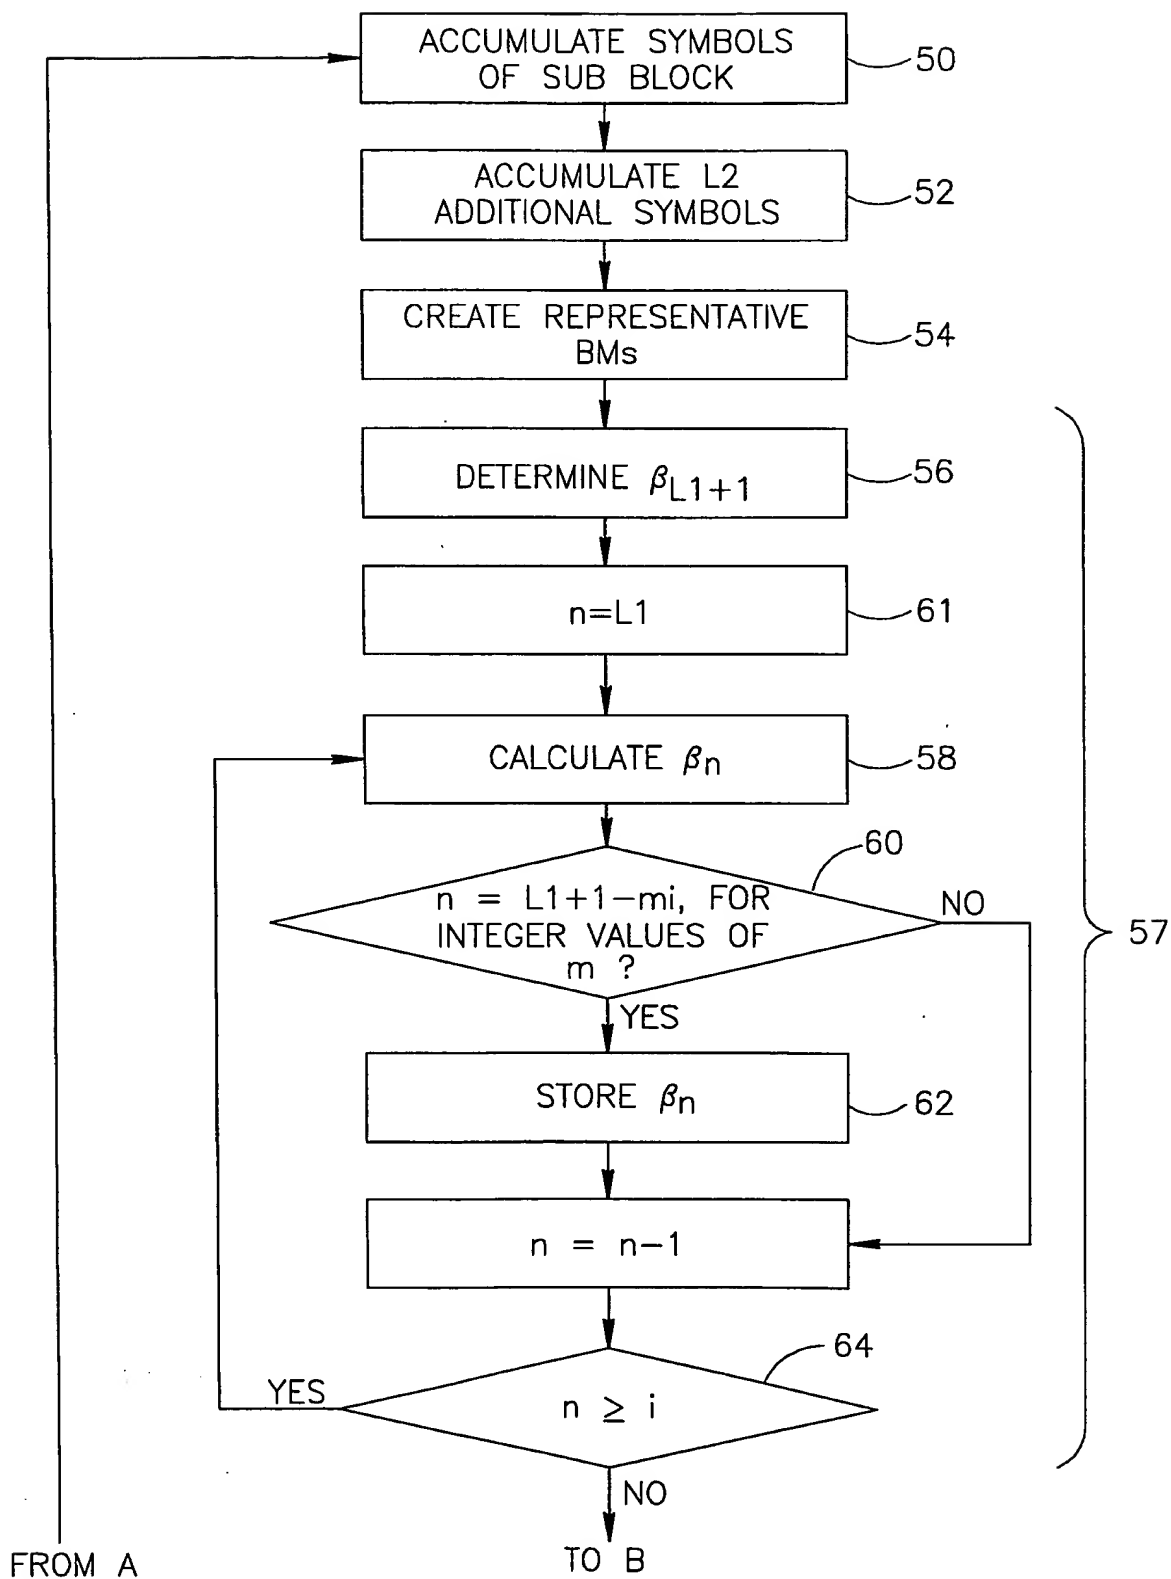 ACCUMULATE SYMBOLS
OF SUB BLOCK
50
ACCUMULATE L2
ADDITIONAL SYMBOLS
52
CREATE REPRESENTATIVE
BMs
54
DETERMINE βL1+1
56
n=L1
61
CALCULATE βn
58
60
n = L1+1-mi, FOR
INTEGER VALUES OF
m ?
NO
57
YES
STORE βn
62
n = n-1
64
YES
n ≥ i
NO
FROM A
TO B